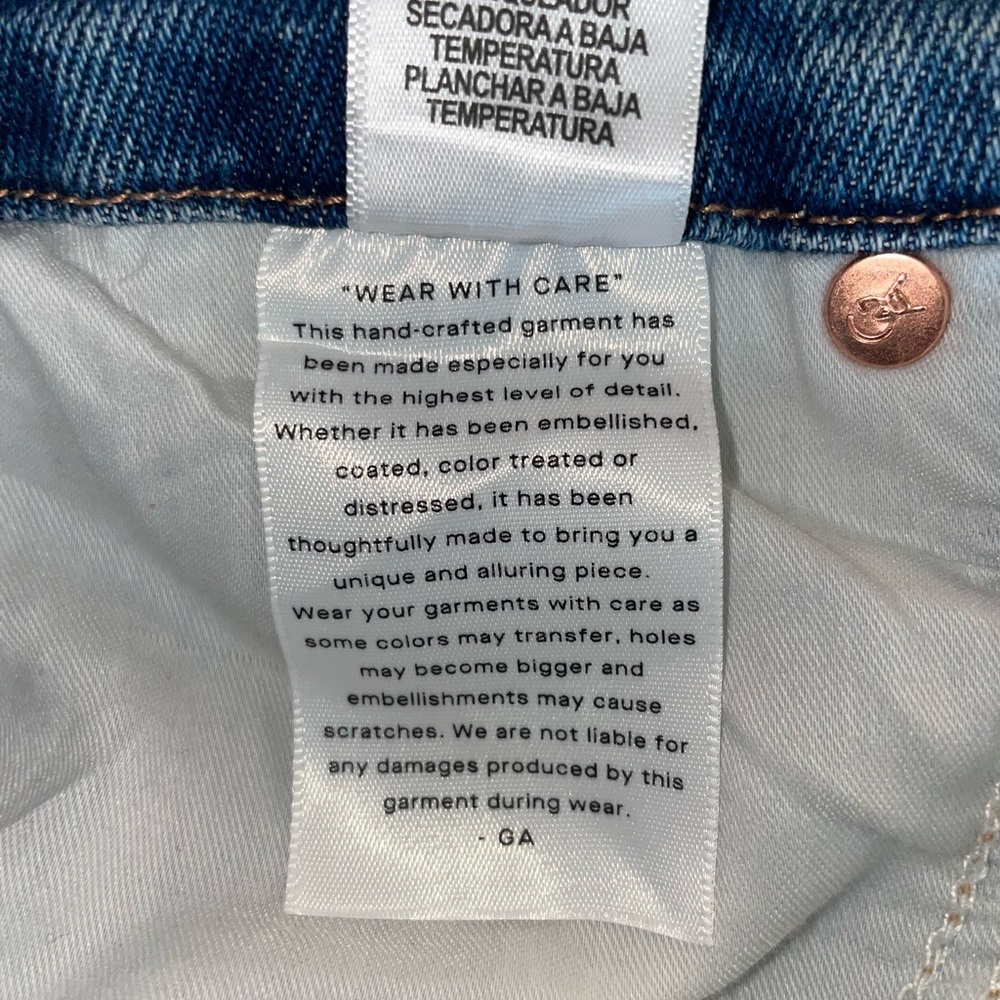 SECADORA A BAJA
TEMPERATURA
PLANCHAR A BAJA
TEMPERATURA
"WEAR WITH CARE"
This hand-crafted garment has
been made especially for you
with the highest level of detail.
Whether it has been embellished,
coated, color treated or
distressed, it has been
thoughtfully made to bring you a
unique and alluring piece.
Wear your garments with care as
some colors may transfer, holes
may become bigger and
embellishments may cause
scratches. We are not liable for
any damages produced by this
garment during wear.
- GA